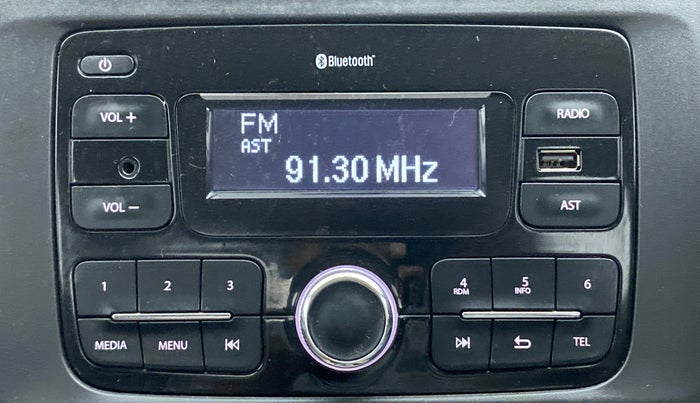 Bluetooth
VOL +
FM
AST
91.30 MHz
RADIO
VOL −
AST
1 2 3
4 5 6
RDM INFO
MEDIA MENU
TEL